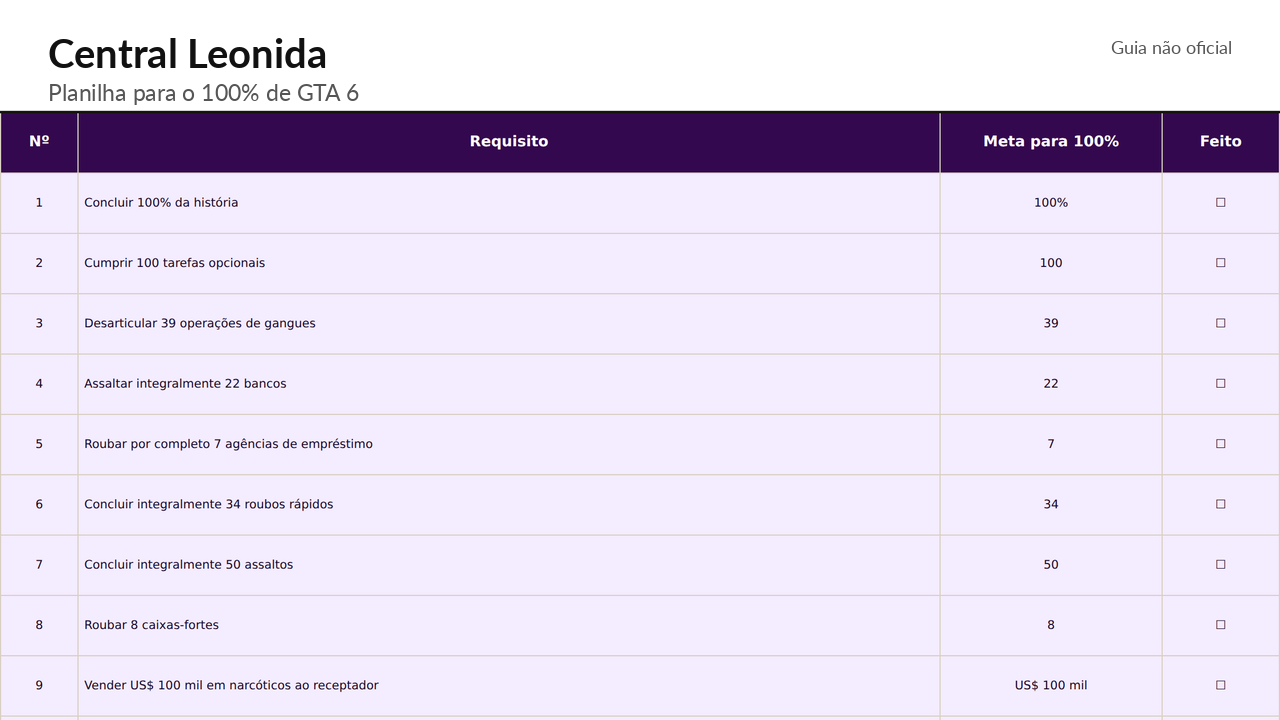 Central Leonida
Guia não oficial
Planilha para o 100% de GTA 6
Nº Requisito Meta para 100% Feito
1 Concluir 100% da história 100% ☐
2 Cumprir 100 tarefas opcionais 100 ☐
3 Desarticular 39 operações de gangues 39 ☐
4 Assaltar integralmente 22 bancos 22 ☐
5 Roubar por completo 7 agências de empréstimo 7 ☐
6 Concluir integralmente 34 roubos rápidos 34 ☐
7 Concluir integralmente 50 assaltos 50 ☐
8 Roubar 8 caixas-fortes 8 ☐
9 Vender US$ 100 mil em narcóticos ao receptador US$ 100 mil ☐